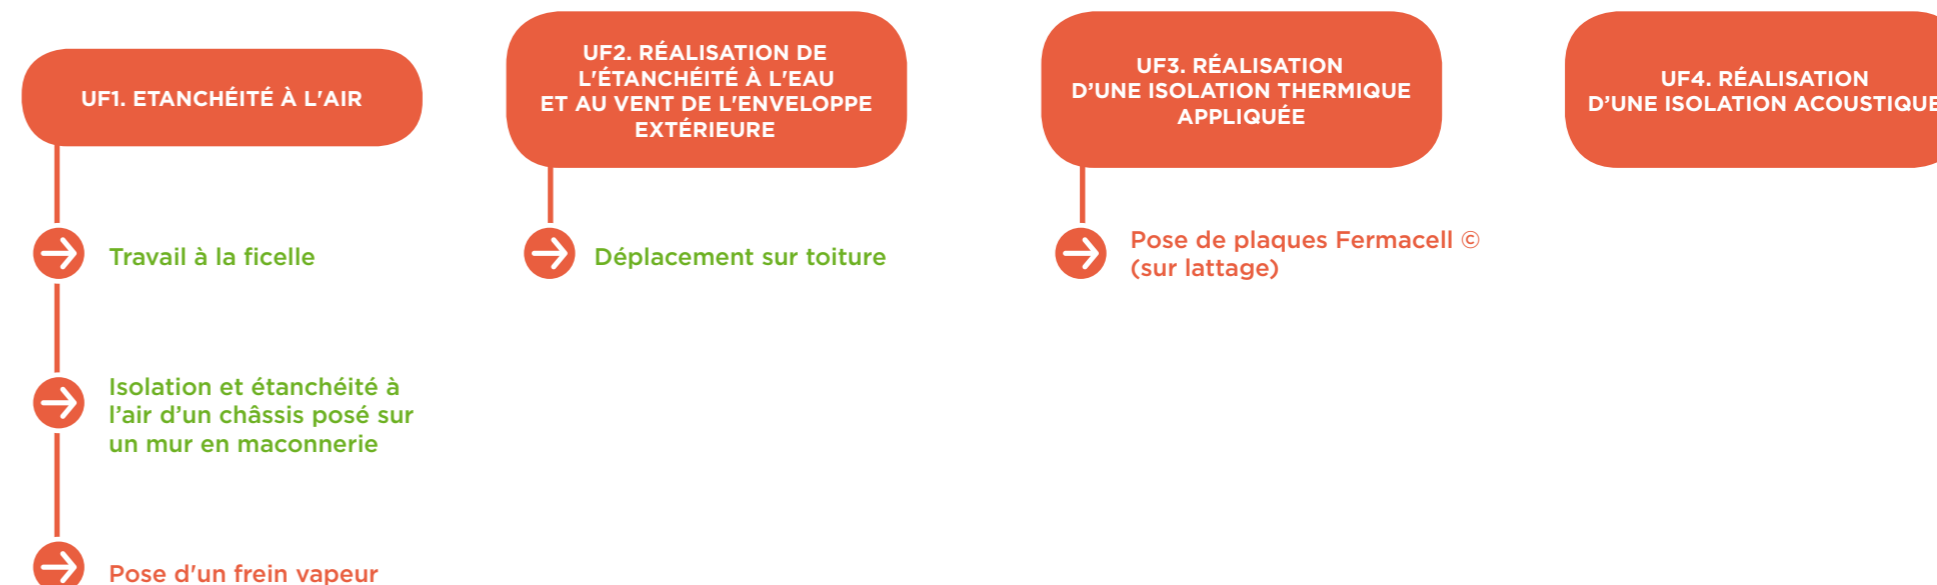 UF1. ETANCHÉITÉ À L'AIR
Travail à la ficelle
Isolation et étanchéité à
l’air d’un châssis posé sur
un mur en maconnerie
Pose d'un frein vapeur
UF2. RÉALISATION DE
L'ÉTANCHÉITÉ À L'EAU
ET AU VENT DE L'ENVELOPPE
EXTÉRIEURE
Déplacement sur toiture
UF3. RÉALISATION
D’UNE ISOLATION THERMIQUE
APPLIQUÉE
Pose de plaques Fermacell ©
(sur lattage)
UF4. RÉALISATION
D’UNE ISOLATION ACOUSTIQUE